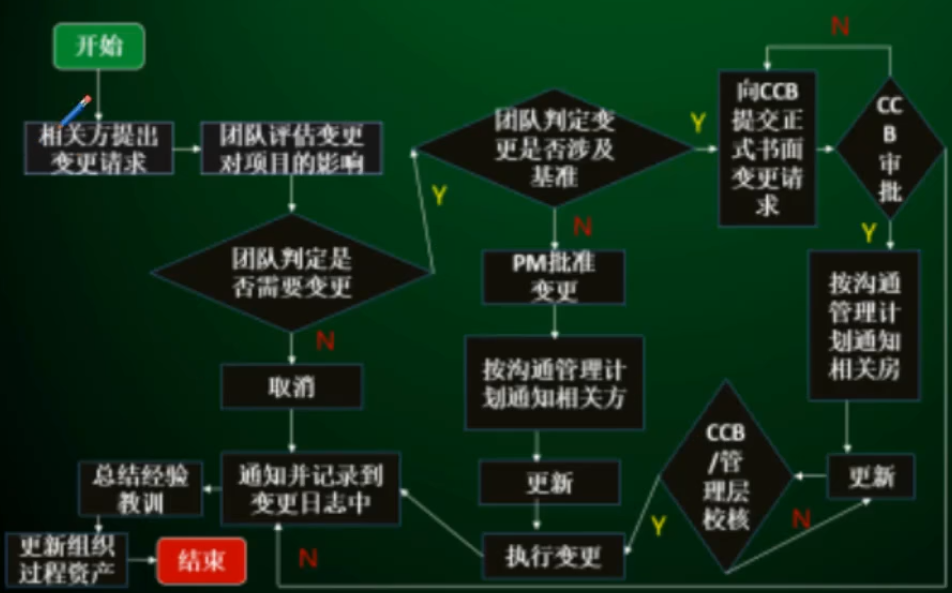 开始
相关方提出
变更请求
团队评估变更
对项目的影响
团队判定是
否需要变更
Y
N
取消
通知并记录到
变更日志中
总结经验
教训
更新组织
过程资产
结束
团队判定变
更是否涉及
基准
Y
N
PM批准
变更
按沟通管理计
划通知相关方
更新
执行变更
向CCB
提交正
式书面
变更请
求
N
CC
B
审
批
Y
按沟通
管理计
划通知
相关房
更新
CCB
/管
理层
校核
N
Y
N